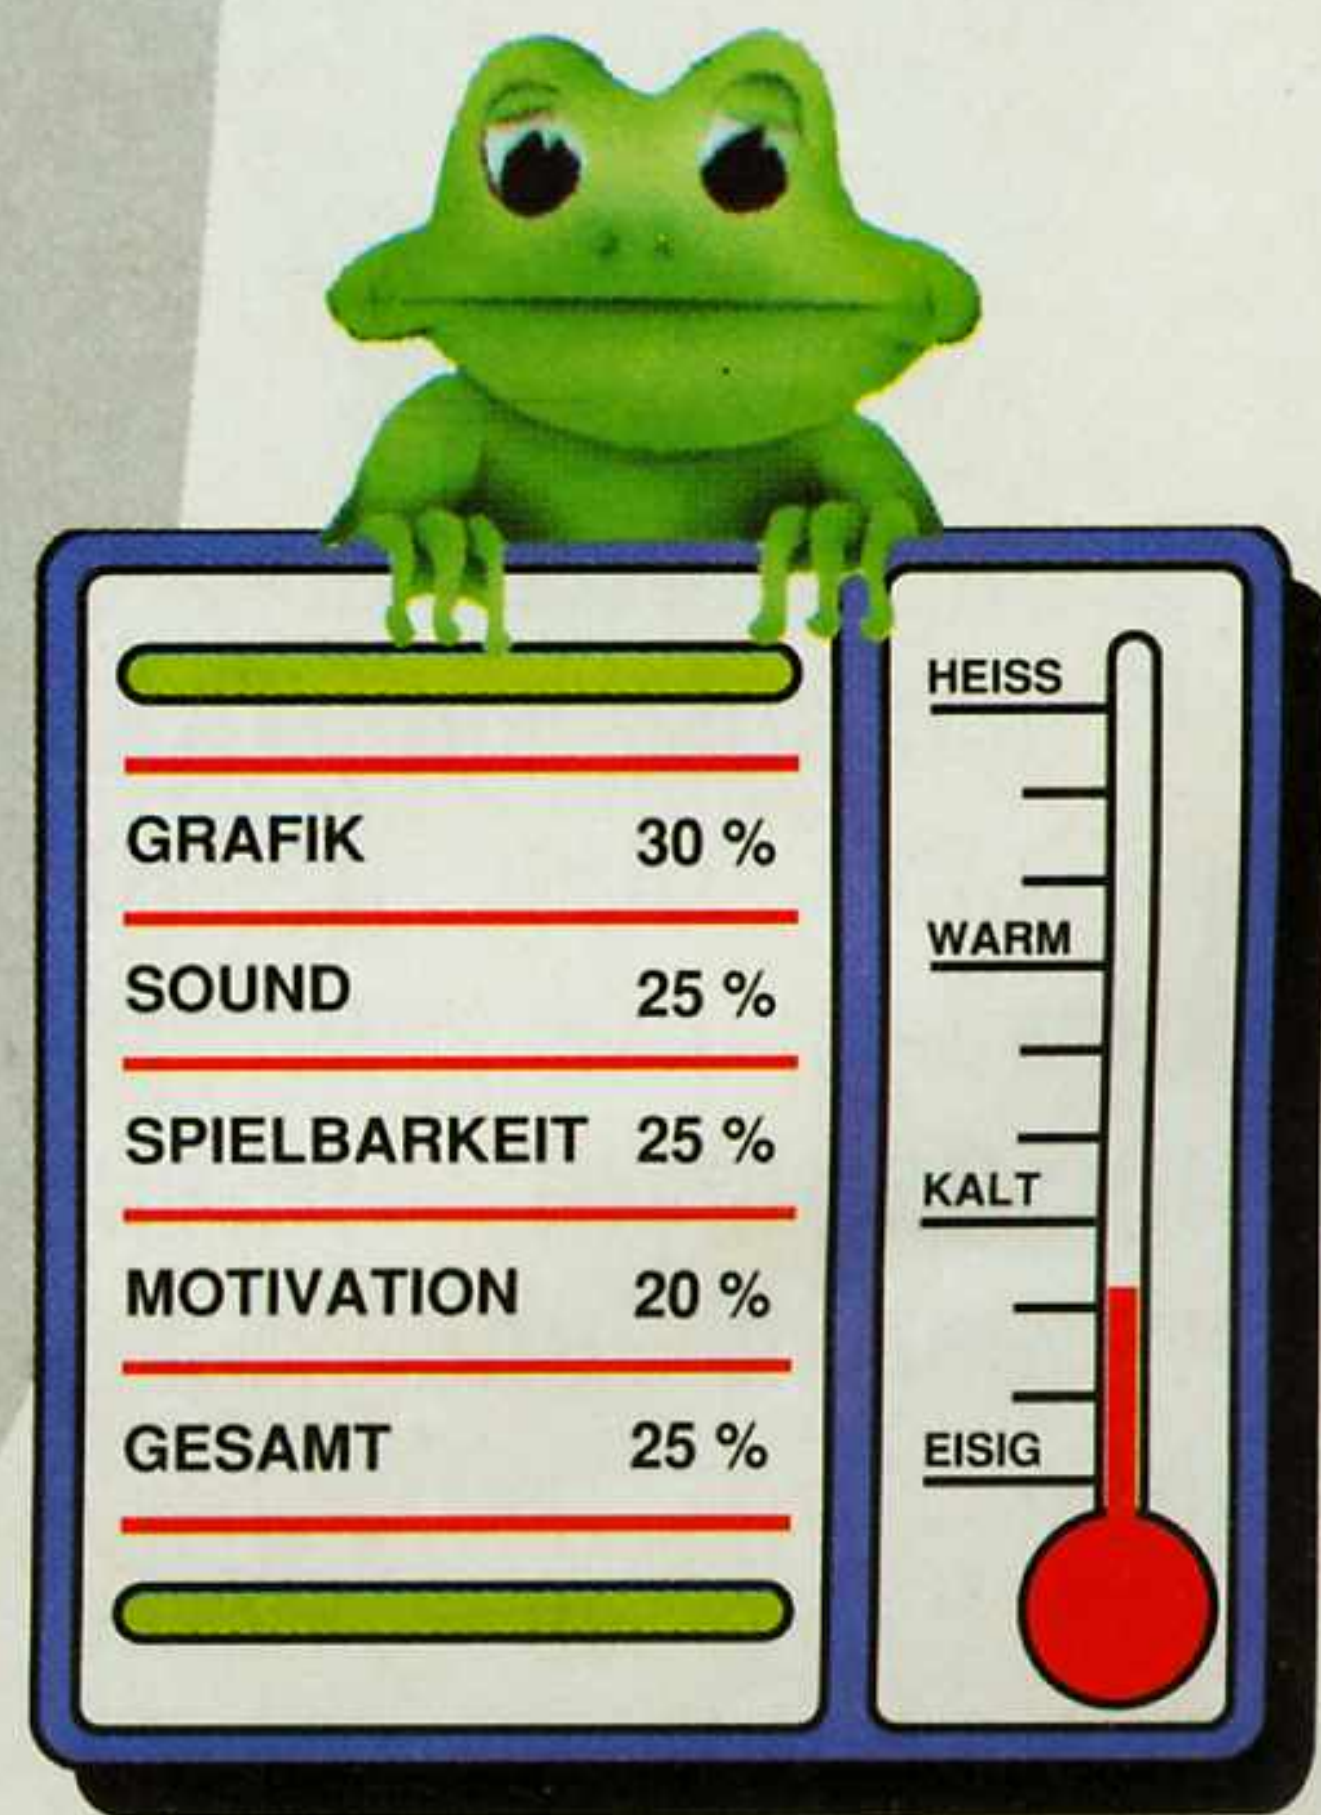 GRAFIK 30 %
SOUND 25 %
SPIELBARKEIT 25 %
MOTIVATION 20 %
GESAMT 25 %
HEISS
WARM
KALT
EISIG